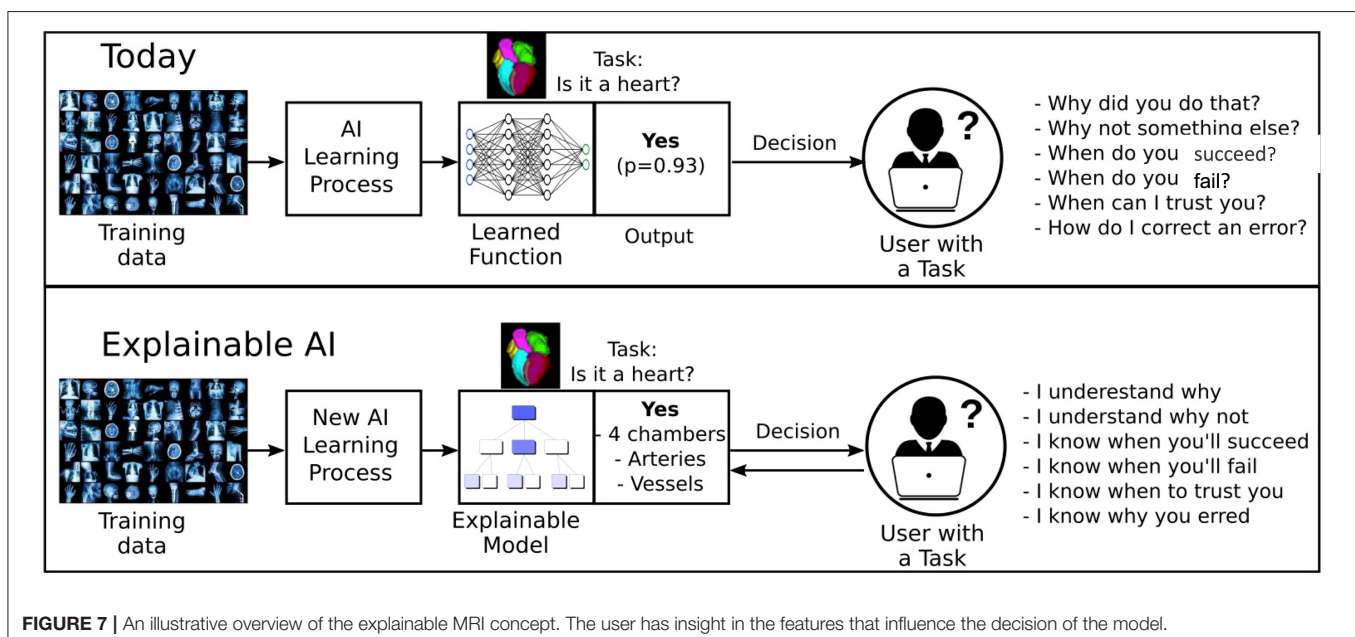 Today
Task:
Is it a heart?
AI
Learning
Process
Yes
(p=0.93)
Decision
?
- Why did you do that?
- Why not something else?
- When do you succeed?
- When do you fail?
- When can I trust you?
- How do I correct an error?
Training
data
Learned
Function
Output
User with
a Task
Explainable AI
Task:
Is it a heart?
New AI
Learning
Process
Yes
- 4 chambers
- Arteries
- Vessels
Decision
?
- I underestand why
- I understand why not
- I know when you'll succeed
- I know when you'll fail
- I know when to trust you
- I know why you erred
Training
data
Explainable
Model
User with
a Task
FIGURE 7 | An illustrative overview of the explainable MRI concept. The user has insight in the features that influence the decision of the model.